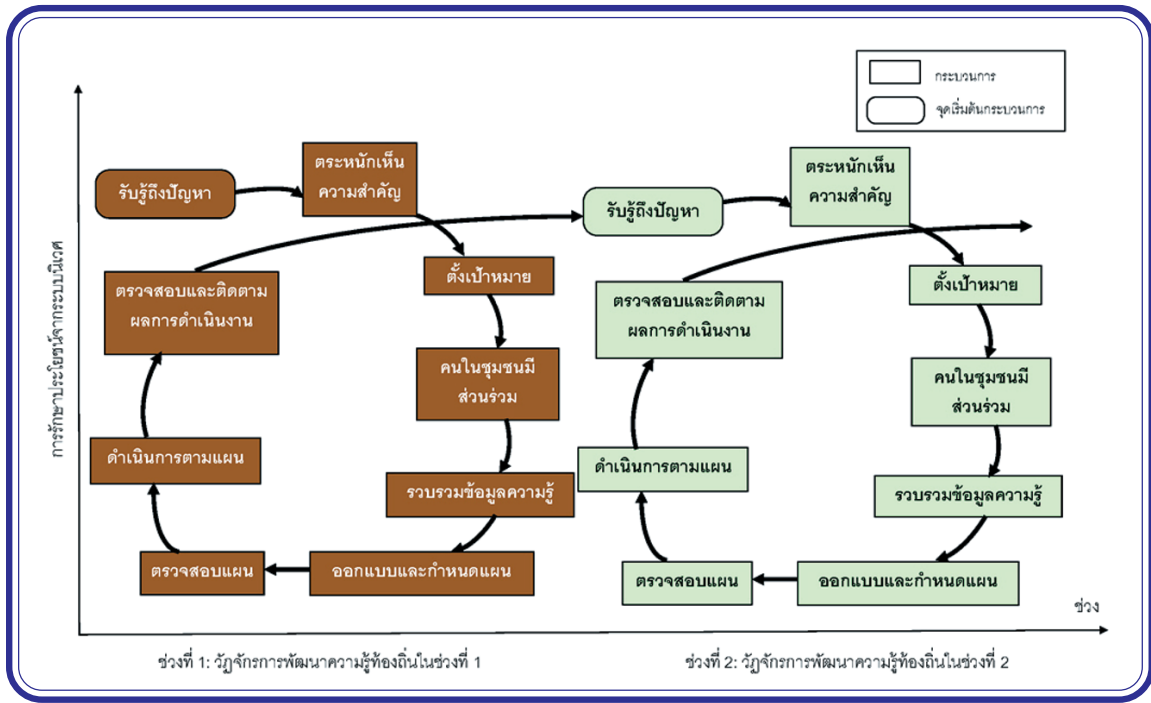 กระบวนการ
จุดเริ่มต้นกระบวนการ
การรักษาประโยชน์จากระบบนิเวศ
รับรู้ถึงปัญหา
ตระหนักเห็น
ความสำคัญ
ตั้งเป้าหมาย
คนในชุมชนมี
ส่วนร่วม
รวบรวมข้อมูลความรู้
ออกแบบและกำหนดแผน
ตรวจสอบแผน
ดำเนินการตามแผน
ตรวจสอบและติดตาม
ผลการดำเนินงาน
รับรู้ถึงปัญหา
ตระหนักเห็น
ความสำคัญ
ตั้งเป้าหมาย
คนในชุมชนมี
ส่วนร่วม
รวบรวมข้อมูลความรู้
ออกแบบและกำหนดแผน
ตรวจสอบแผน
ดำเนินการตามแผน
ตรวจสอบและติดตาม
ผลการดำเนินงาน
ช่วง
ช่วงที่ 1: วัฏจักรการพัฒนาความรู้ท้องถิ่นในช่วงที่ 1
ช่วงที่ 2: วัฏจักรการพัฒนาความรู้ท้องถิ่นในช่วงที่ 2